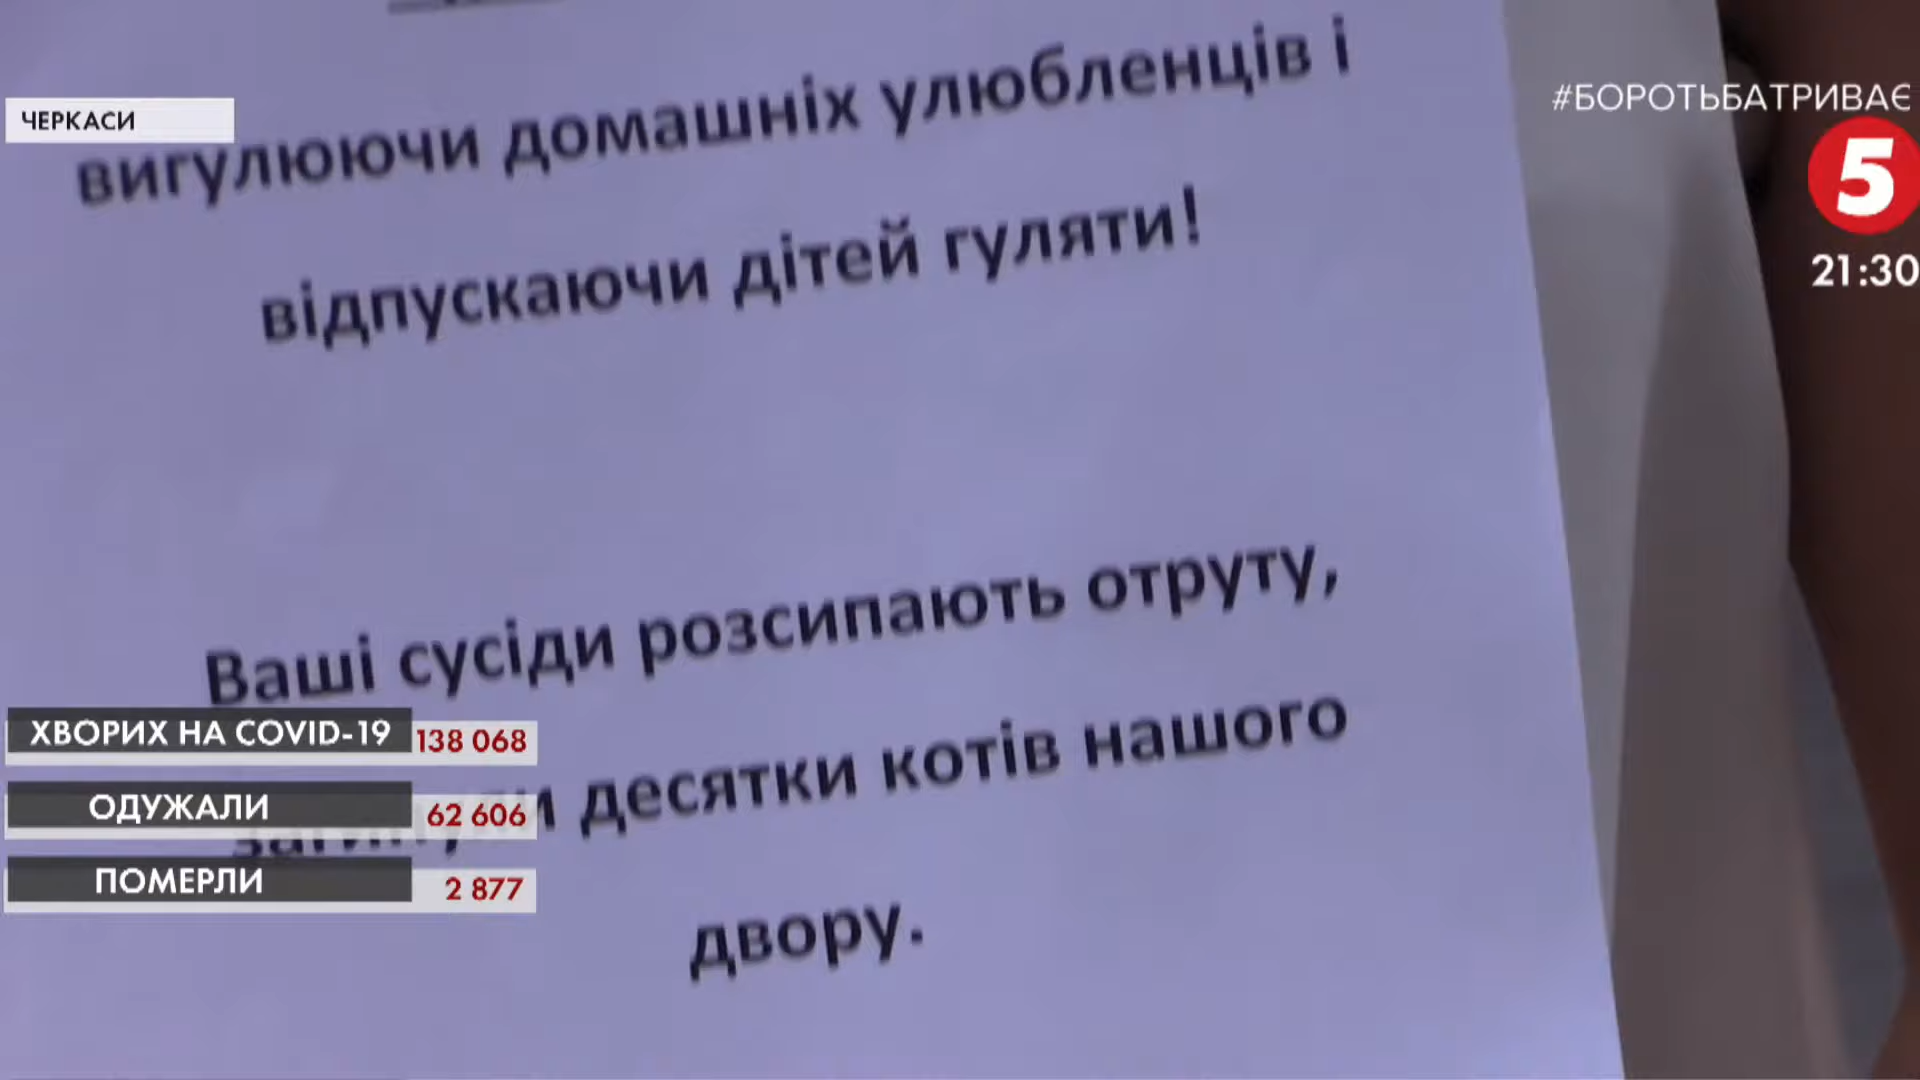 #БОРОТЬБАТРИВАЄ
ЧЕРКАСИ
5
21:30
вигулюючи домашніх улюбленців і
відпускаючи дітей гуляти!
Ваші сусіди розсипають отруту,
загинули десятки котів нашого
двору.
ХВОРИХ НА COVID-19 138 068
ОДУЖАЛИ 62 606
ПОМЕРЛИ 2 877